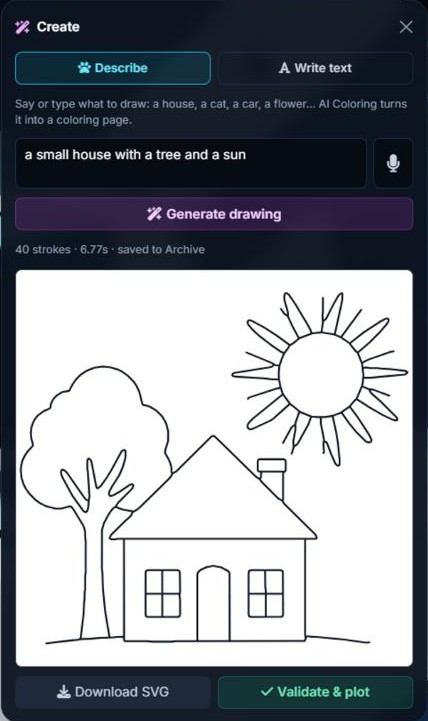 Create
Describe
Write text
Say or type what to draw: a house, a cat, a car, a flower... AI Coloring turns
it into a coloring page.
a small house with a tree and a sun
Generate drawing
40 strokes · 6.77s · saved to Archive
Download SVG
Validate & plot